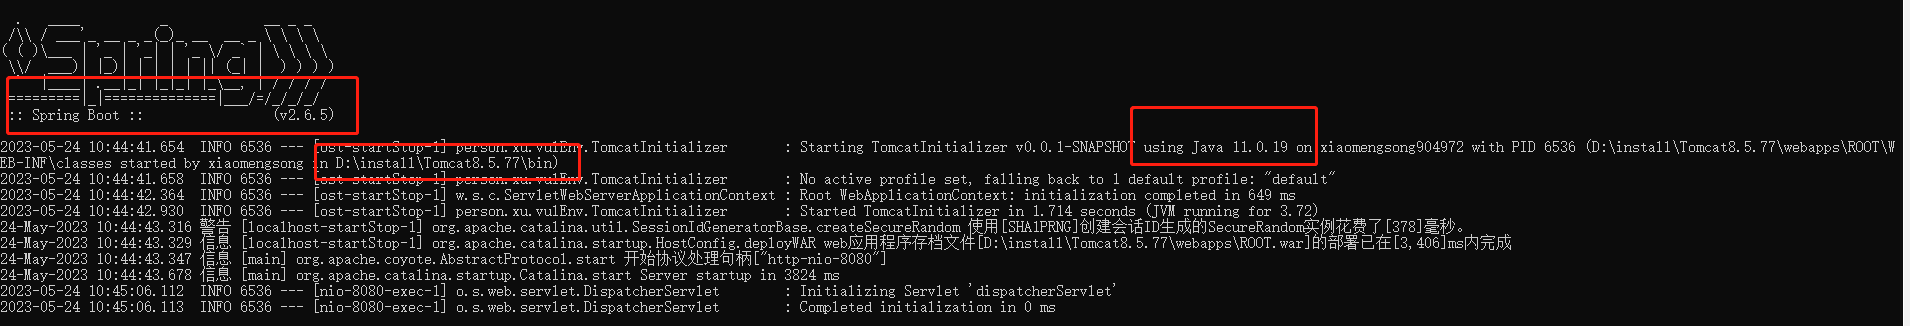 :: Spring Boot ::                (v2.6.5)
2023-05-24 10:44:41.654  INFO 6536 --- [ost-startStop-1] person.xu.vulEnv.TomcatInitializer       : Starting TomcatInitializer v0.0.1-SNAPSHOT using Java 11.0.19 on xiaomengsong904972 with PID 6536 (D:\install\Tomcat8.5.77\webapps\ROOT\W
EB-INF\classes started by xiaomengsong in D:\install\Tomcat8.5.77\bin)
2023-05-24 10:44:41.658  INFO 6536 --- [ost-startStop-1] person.xu.vulEnv.TomcatInitializer       : No active profile set, falling back to 1 default profile: "default"
2023-05-24 10:44:42.364  INFO 6536 --- [ost-startStop-1] w.s.c.ServletWebServerApplicationContext : Root WebApplicationContext: initialization completed in 649 ms
2023-05-24 10:44:42.930  INFO 6536 --- [ost-startStop-1] person.xu.vulEnv.TomcatInitializer       : Started TomcatInitializer in 1.714 seconds (JVM running for 3.72)
24-May-2023 10:44:43.316 警告 [localhost-startStop-1] org.apache.catalina.util.SessionIdGeneratorBase.createSecureRandom 使用[SHA1PRNG]创建会话ID生成的SecureRandom实例花费了[378]毫秒。
24-May-2023 10:44:43.329 信息 [localhost-startStop-1] org.apache.catalina.startup.HostConfig.deployWAR web应用程序存档文件[D:\install\Tomcat8.5.77\webapps\ROOT.war]的部署已在[3,406]ms内完成
24-May-2023 10:44:43.347 信息 [main] org.apache.coyote.AbstractProtocol.start 开始协议处理句柄["http-nio-8080"]
24-May-2023 10:44:43.678 信息 [main] org.apache.catalina.startup.Catalina.start Server startup in 3824 ms
2023-05-24 10:45:06.112  INFO 6536 --- [nio-8080-exec-1] o.s.web.servlet.DispatcherServlet        : Initializing Servlet 'dispatcherServlet'
2023-05-24 10:45:06.113  INFO 6536 --- [nio-8080-exec-1] o.s.web.servlet.DispatcherServlet        : Completed initialization in 0 ms